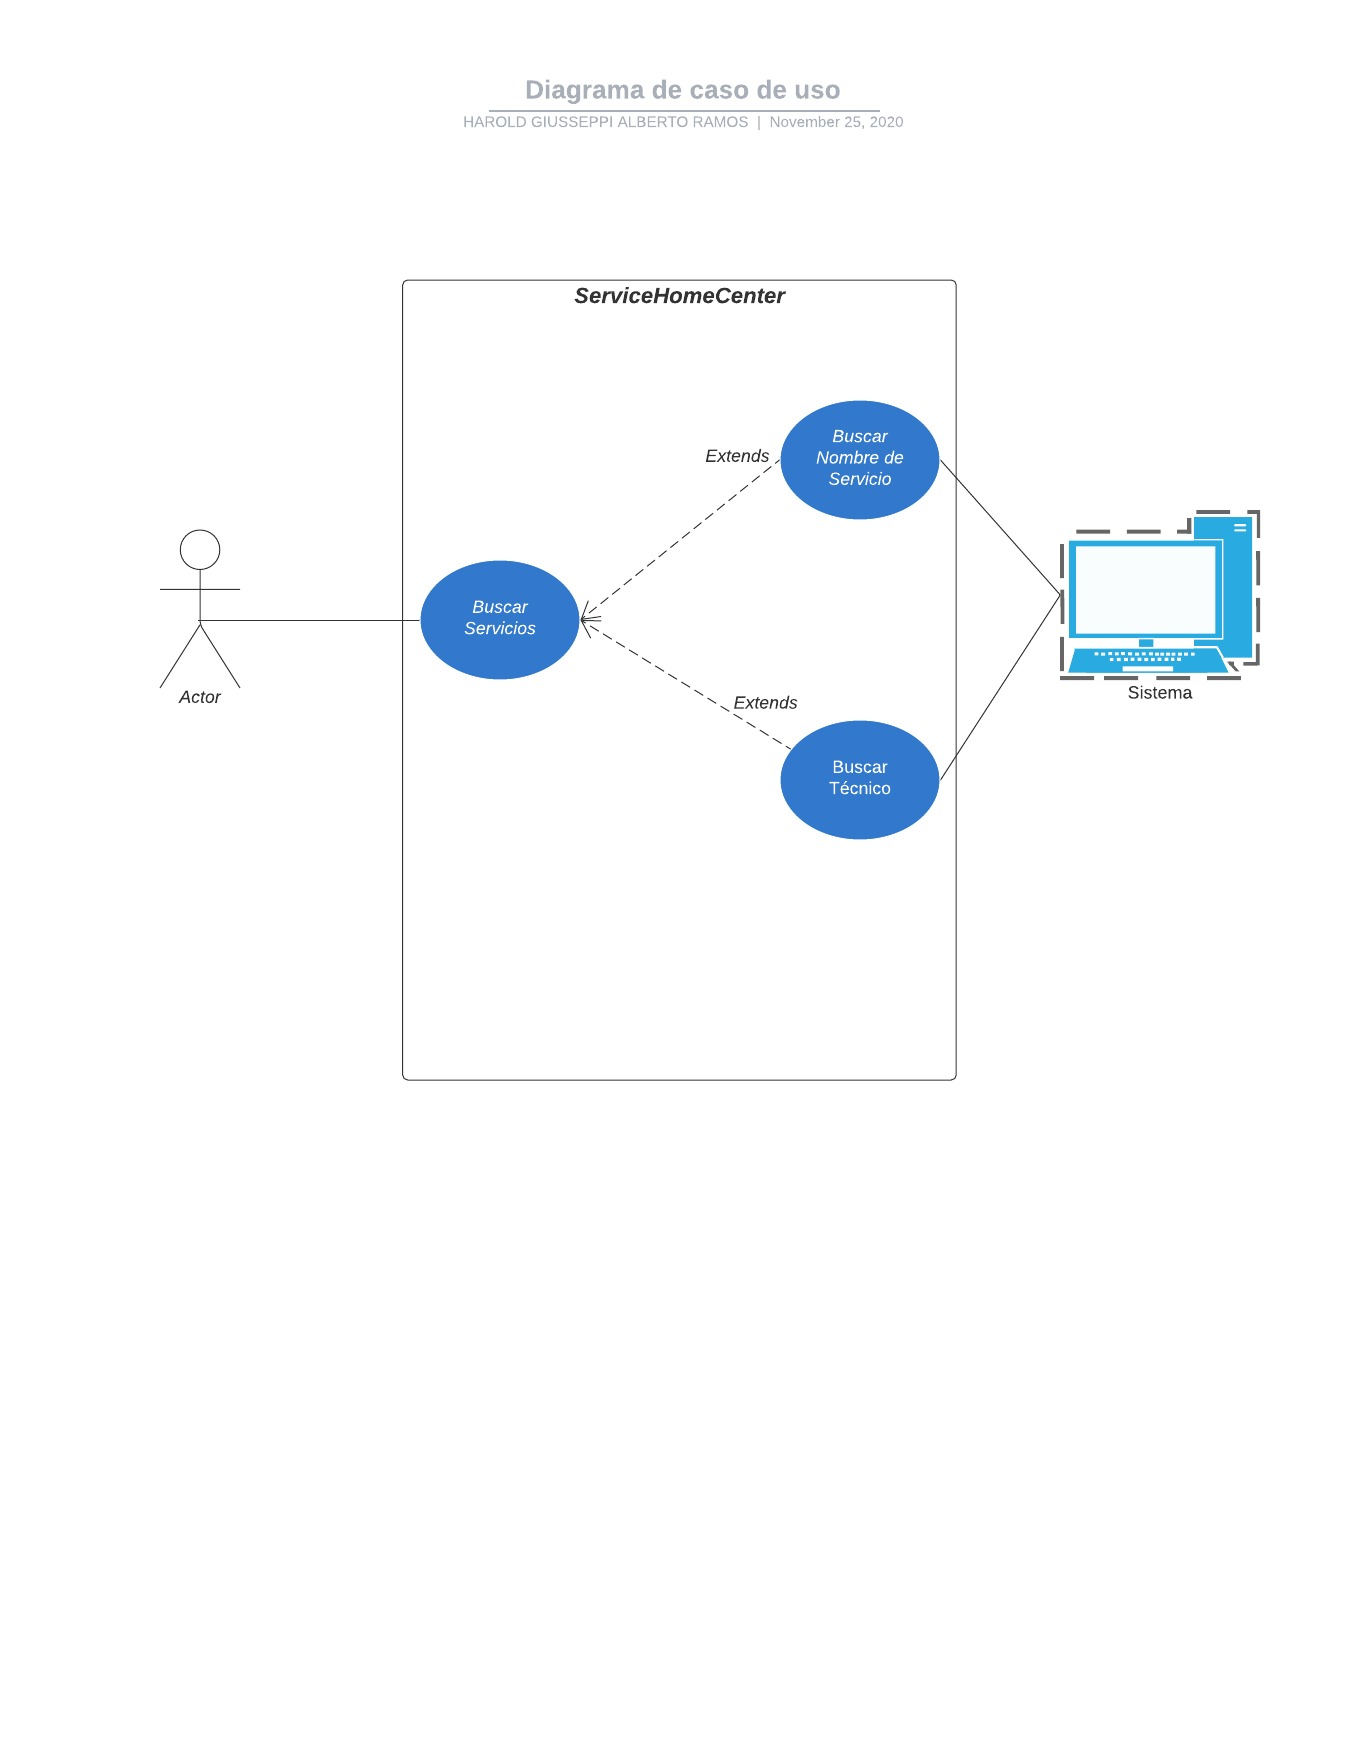 Diagrama de caso de uso
HAROLD GIUSSEPPI ALBERTO RAMOS | November 25, 2020
ServiceHomeCenter
Buscar
Nombre de
Servicio
Extends
Buscar
Servicios
Actor
Sistema
Extends
Buscar
Técnico